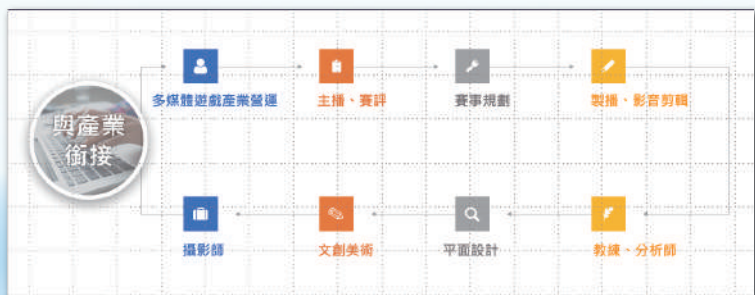 與產業
銜接
多媒體遊戲產業營運
主播、賽評
賽事規劃
製播、影音剪輯
攝影師
文創美術
平面設計
教練、分析師